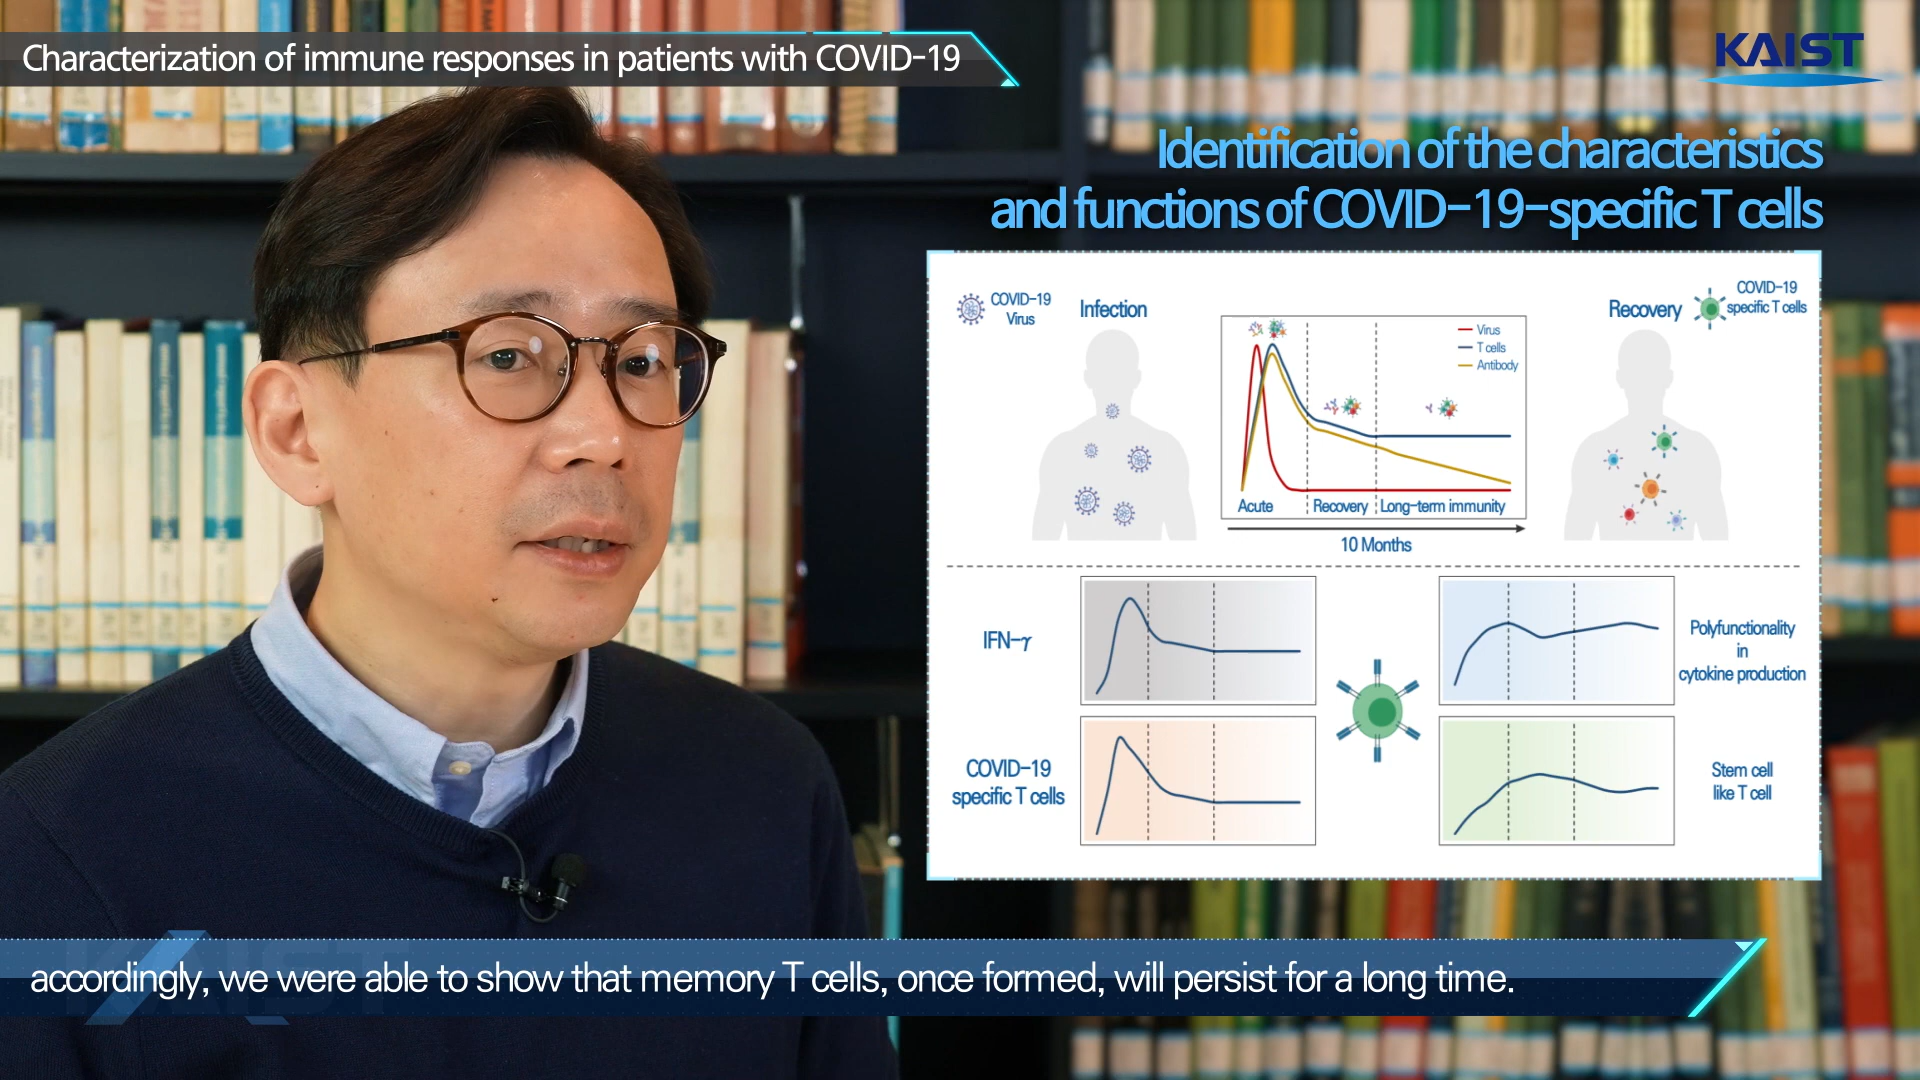 Characterization of immune responses in patients with COVID-19
KAIST
Identification of the characteristics
and functions of COVID-19-specific T cells
COVID-19
Virus
Infection
Recovery
COVID-19
specific T cells
Virus
T cells
Antibody
Acute
Recovery
Long-term immunity
10 Months
IFN-γ
Polyfunctionality
in
cytokine production
COVID-19
specific T cells
Stem cell
like T cell
accordingly, we were able to show that memory T cells, once formed, will persist for a long time.